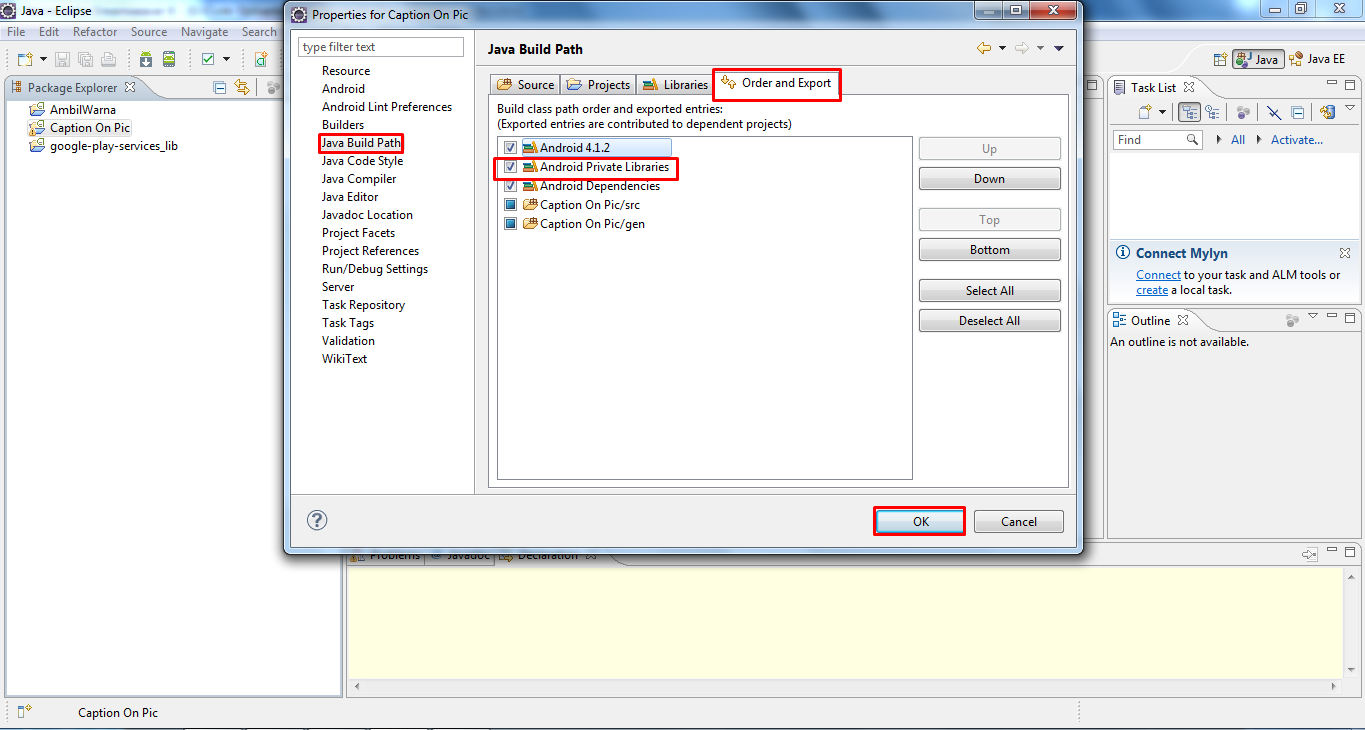 Java - Eclipse
File Edit Refactor Source Navigate Search
Java
Java EE
Package Explorer
AmbilWarna
Caption On Pic
google-play-services_lib
Properties for Caption On Pic
type filter text
Resource
Android
Android Lint Preferences
Builders
Java Build Path
Java Code Style
Java Compiler
Java Editor
Javadoc Location
Project Facets
Project References
Run/Debug Settings
Server
Task Repository
Task Tags
Validation
WikiText
Java Build Path
Source
Projects
Libraries
Order and Export
Build class path order and exported entries:
(Exported entries are contributed to dependent projects)
Android 4.1.2
Android Private Libraries
Android Dependencies
Caption On Pic/src
Caption On Pic/gen
Up
Down
Top
Bottom
Select All
Deselect All
?
OK
Cancel
Task List
Find
All
Activate...
Connect Mylyn
Connect to your task and ALM tools or
create a local task.
Outline
An outline is not available.
Problems
@ Javadoc
Declaration
Caption On Pic